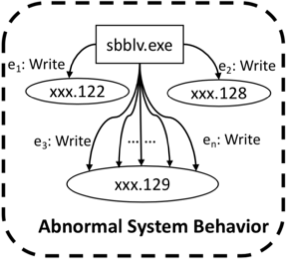 sbblv.exe
e₁: Write
e₂: Write
xxx.122
xxx.128
e₃: Write
... ...
eₙ: Write
xxx.129
Abnormal System Behavior